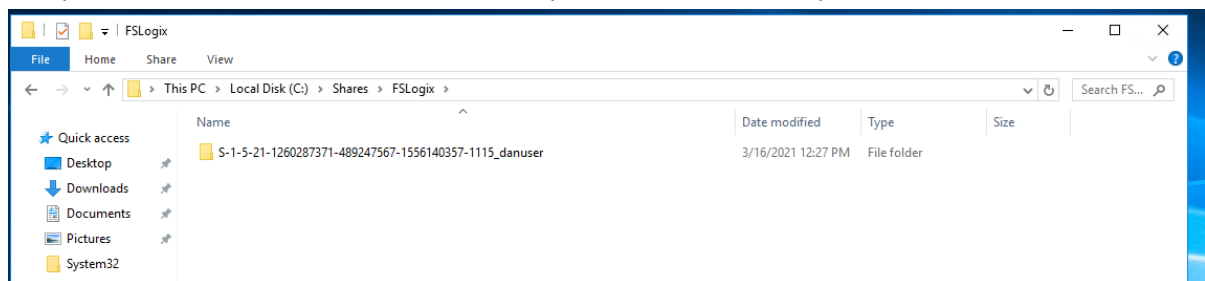 FSLogix
File Home Share View
This PC > Local Disk (C:) > Shares > FSLogix >
Search FS...
Name Date modified Type Size
Quick access
S-1-5-21-1260287371-489247567-1556140357-1115_danuser 3/16/2021 12:27 PM File folder
Desktop
Downloads
Documents
Pictures
System32